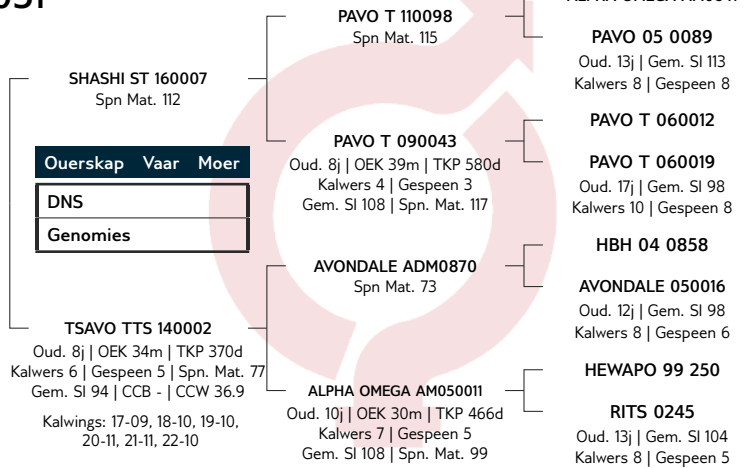 PAVO T 110098
Spn Mat. 115
PAVO 05 0089
Oud. 13j | Gem. SI 113
Kalwers 8 | Gespeen 8
SHASHI ST 160007
Spn Mat. 112
PAVO T 060012
PAVO T 090043
Oud. 8j | OEK 39m | TKP 580d
Kalwers 4 | Gespeen 3
Gem. SI 108 | Spn. Mat. 117
PAVO T 060019
Oud. 17j | Gem. SI 98
Kalwers 10 | Gespeen 8
Ouerskap Vaar Moer
DNS
Genomies
HBH 04 0858
AVONDALE ADM0870
Spn Mat. 73
AVONDALE 050016
Oud. 12j | Gem. SI 98
Kalwers 8 | Gespeen 6
TSAVO TTS 140002
Oud. 8j | OEK 34m | TKP 370d
Kalwers 6 | Gespeen 5 | Spn. Mat. 77
Gem. SI 94 | CCB - | CCW 36.9
Kalwings: 17-09, 18-10, 19-10,
20-11, 21-11, 22-10
HEWAPO 99 250
ALPHA OMEGA AM050011
Oud. 10j | OEK 30m | TKP 466d
Kalwers 7 | Gespeen 5
Gem. SI 108 | Spn. Mat. 99
RITS 0245
Oud. 13j | Gem. SI 104
Kalwers 8 | Gespeen 5